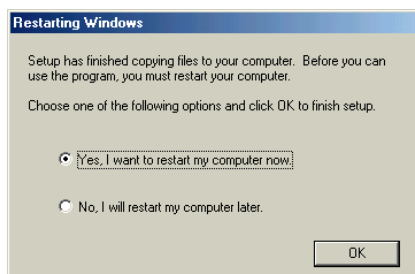 Restarting Windows
Setup has finished copying files to your computer. Before you can
use the program, you must restart your computer.
Choose one of the following options and click OK to finish setup.
Yes, I want to restart my computer now.
No, I will restart my computer later.
OK